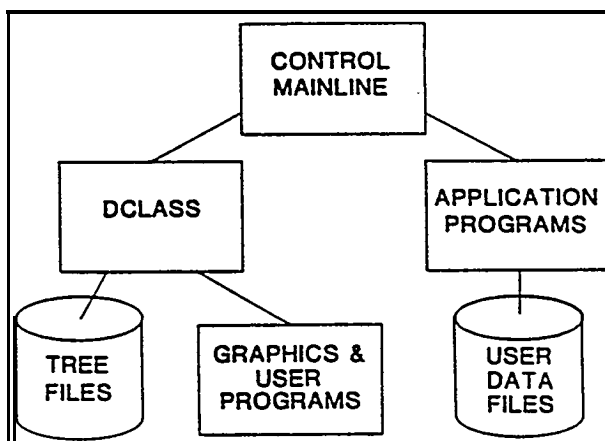 CONTROL
MAINLINE
DCLASS
APPLICATION
PROGRAMS
TREE
FILES
GRAPHICS &
USER
PROGRAMS
USER
DATA
FILES